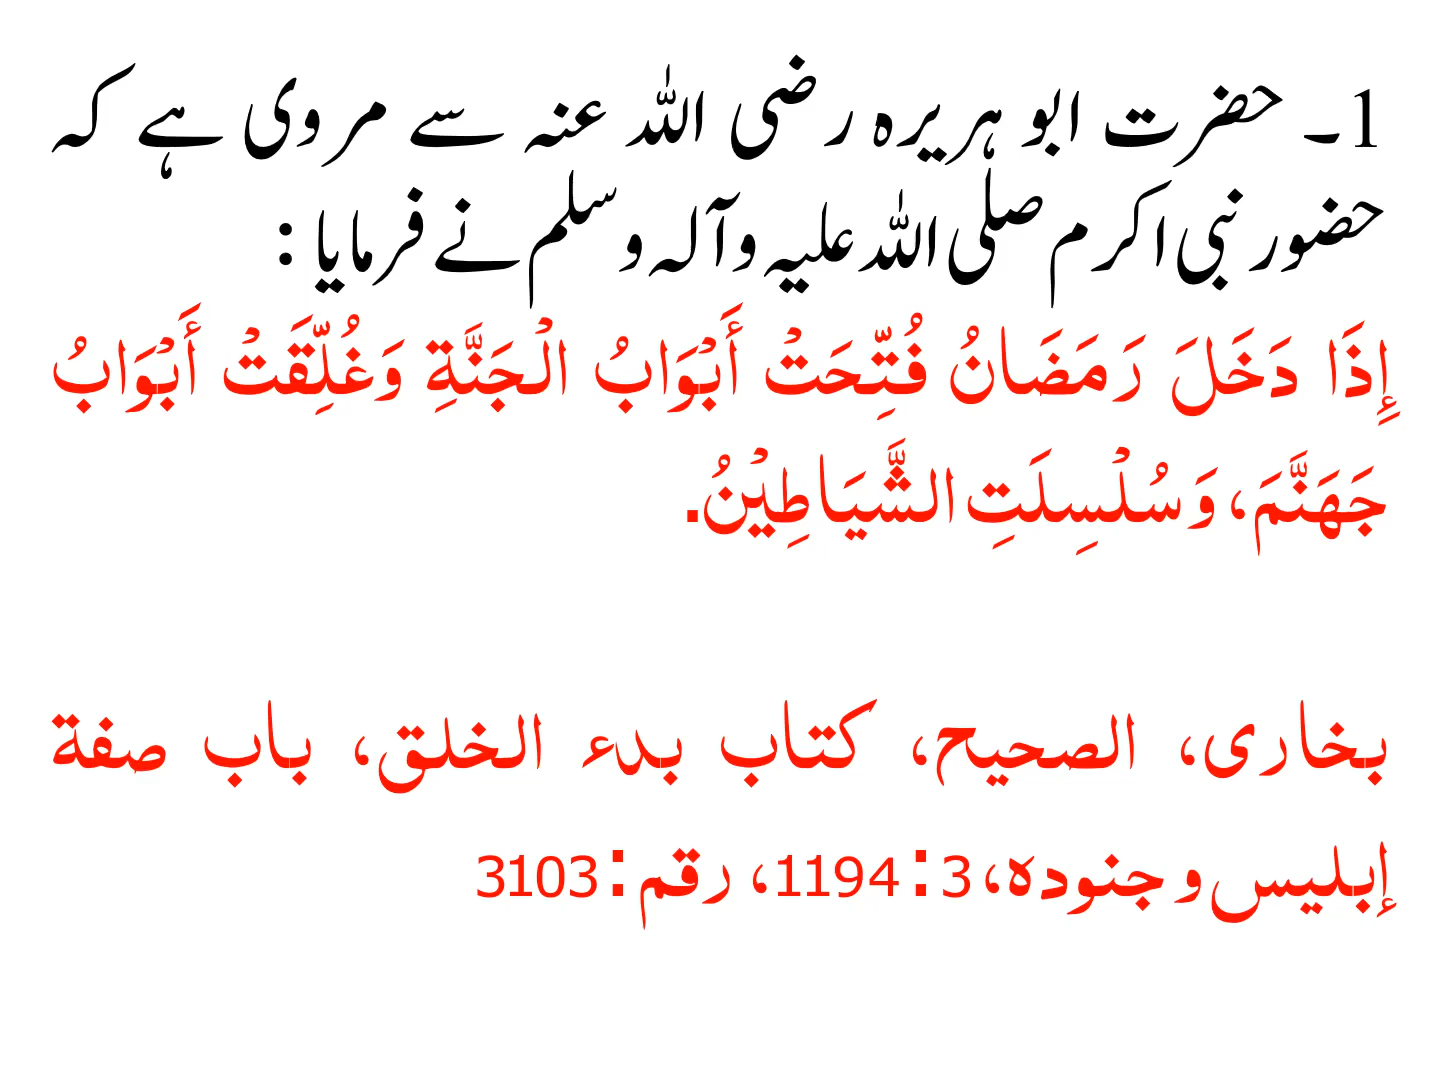 1۔ حضرت ابو ہریرہ رضی اللہ عنہ سے مروی ہے کہ
حضور نبی اکرم صلی اللہ علیہ وآلہ وسلم نے فرمایا :
إِذَا دَخَلَ رَمَضَانُ فُتِّحَتْ أَبْوَابُ الْجَنَّةِ وَغُلِّقَتْ أَبْوَابُ
جَهَنَّمَ، وَسُلْسِلَتِ الشَّيَاطِيْنُ.
بخاری، الصحيح، کتاب بدء الخلق، باب صفة
إبليس و جنوده، 3 : 1194، رقم : 3103